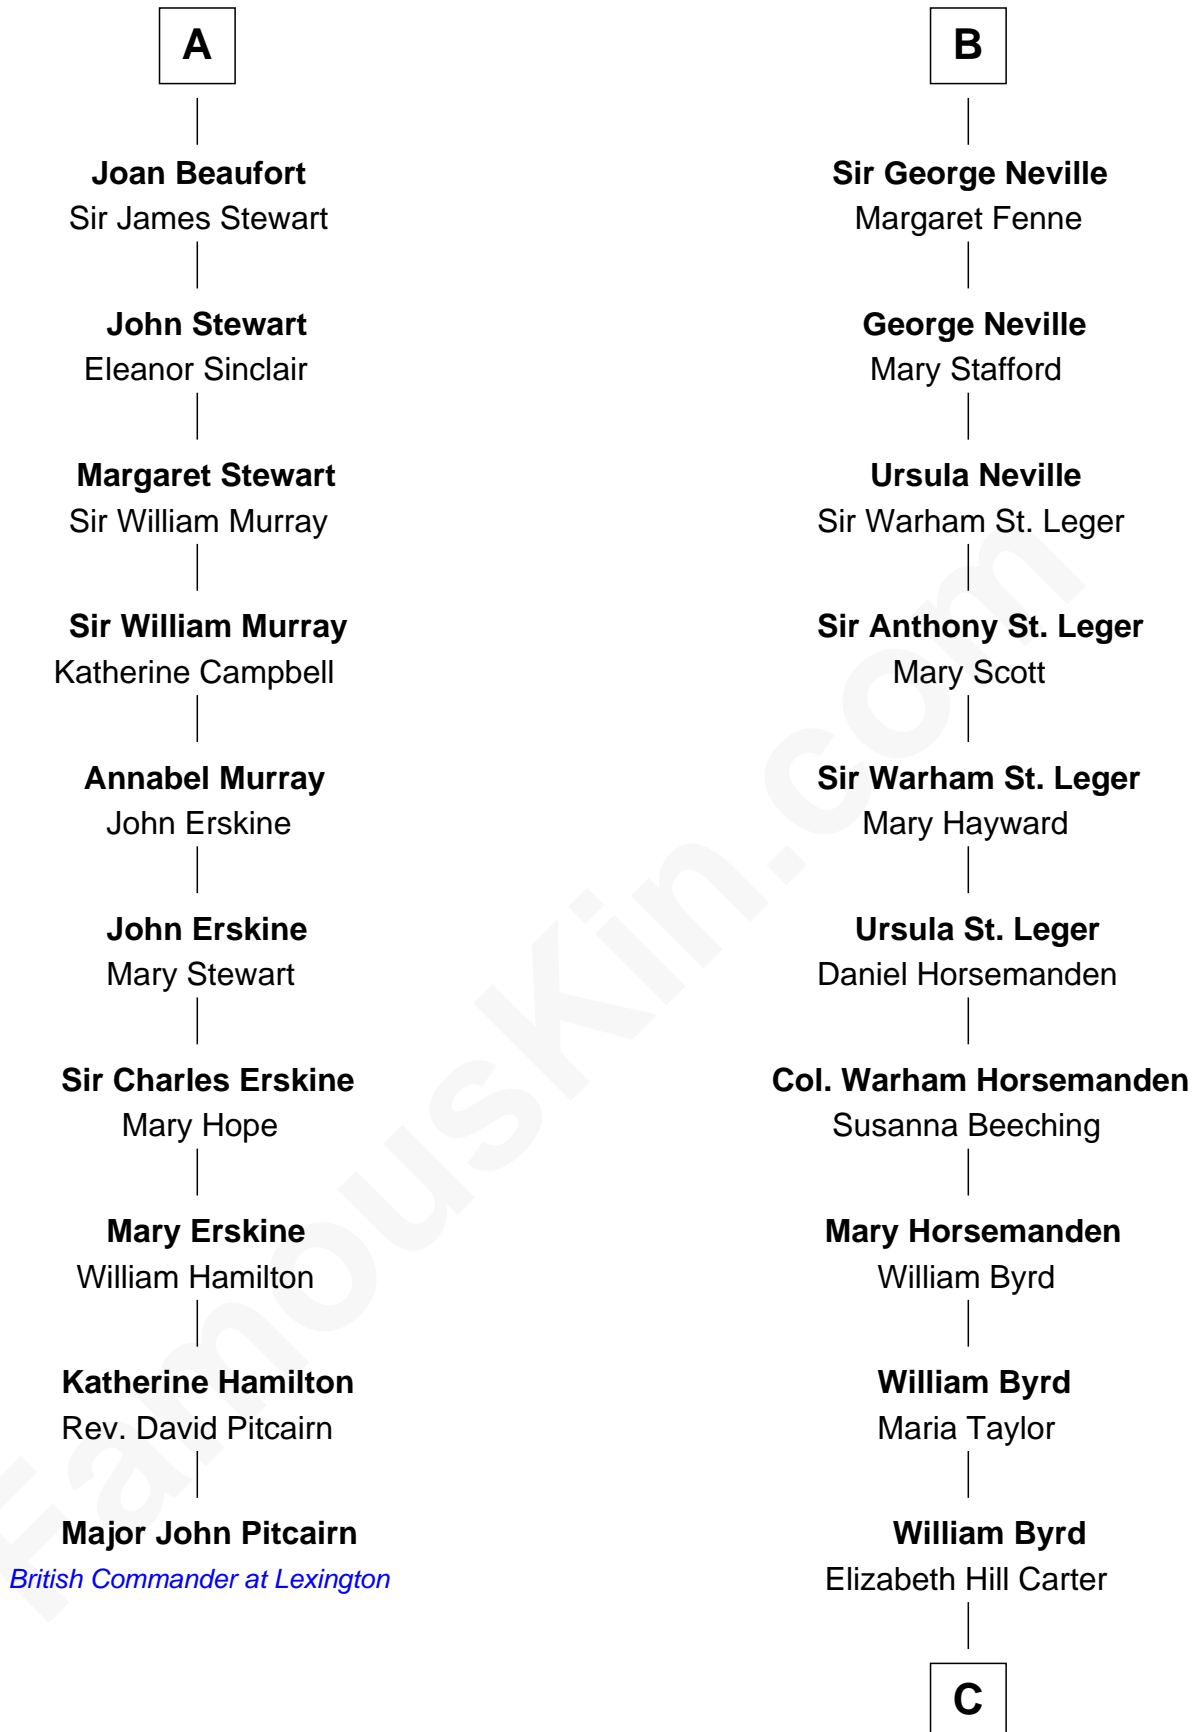 A
Joan Beaufort
Sir James Stewart
John Stewart
Eleanor Sinclair
Margaret Stewart
Sir William Murray
Sir William Murray
Katherine Campbell
Annabel Murray
John Erskine
John Erskine
Mary Stewart
Sir Charles Erskine
Mary Hope
Mary Erskine
William Hamilton
Katherine Hamilton
Rev. David Pitcairn
Major John Pitcairn
British Commander at Lexington
B
Sir George Neville
Margaret Fenne
George Neville
Mary Stafford
Ursula Neville
Sir Warham St. Leger
Sir Anthony St. Leger
Mary Scott
Sir Warham St. Leger
Mary Hayward
Ursula St. Leger
Daniel Horsemanden
Col. Warham Horsemanden
Susanna Beeching
Mary Horsemanden
William Byrd
William Byrd
Maria Taylor
William Byrd
Elizabeth Hill Carter
C
FamousKin.com